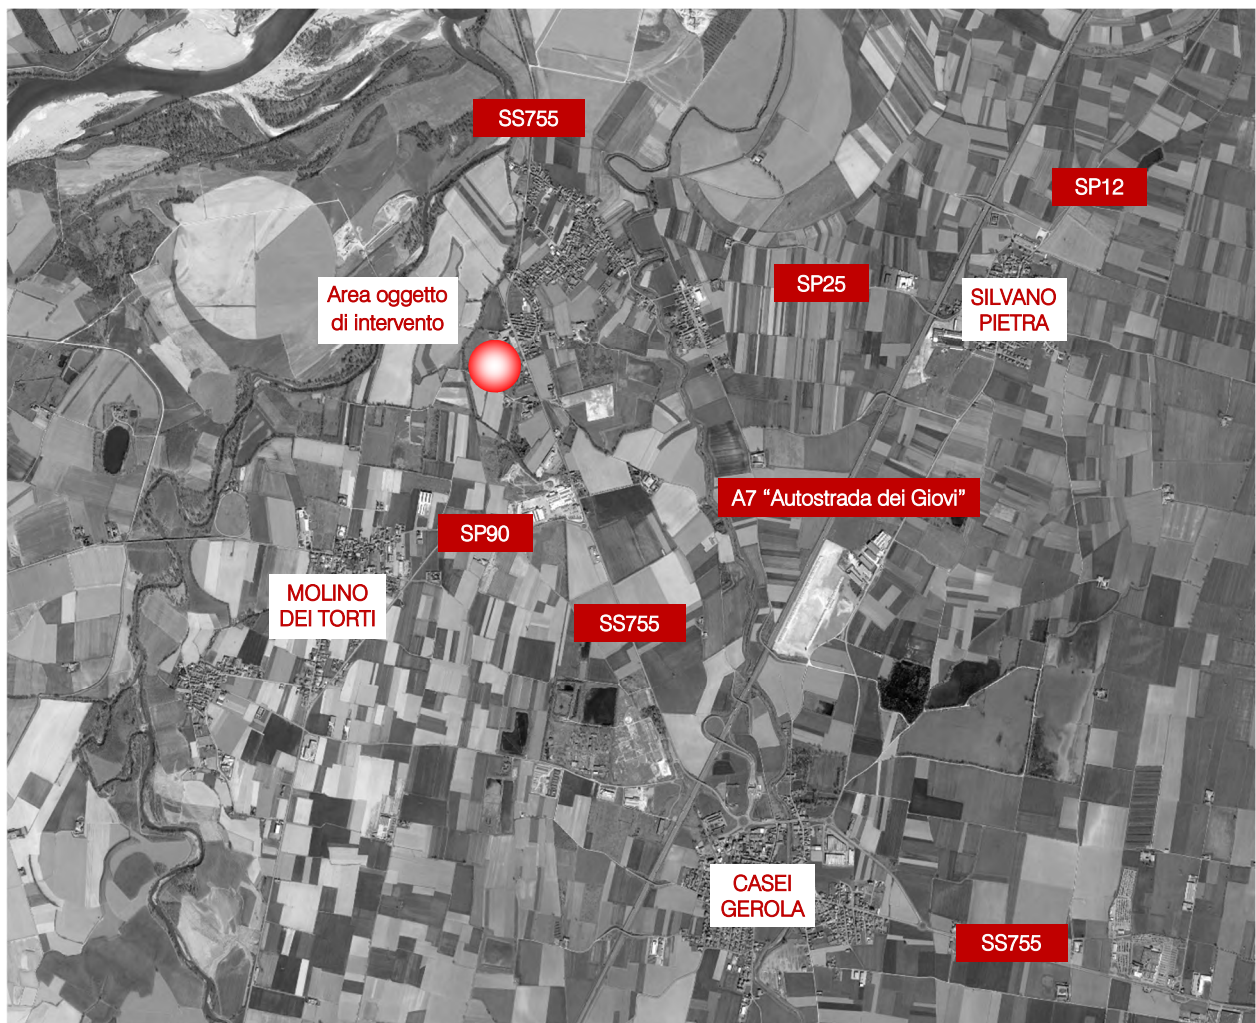 SS755
SP12
Area oggetto
di intervento
SP25
SILVANO
PIETRA
A7 “Autostrada dei Giovi”
SP90
MOLINO
DEI TORTI
SS755
CASEI
GEROLA
SS755